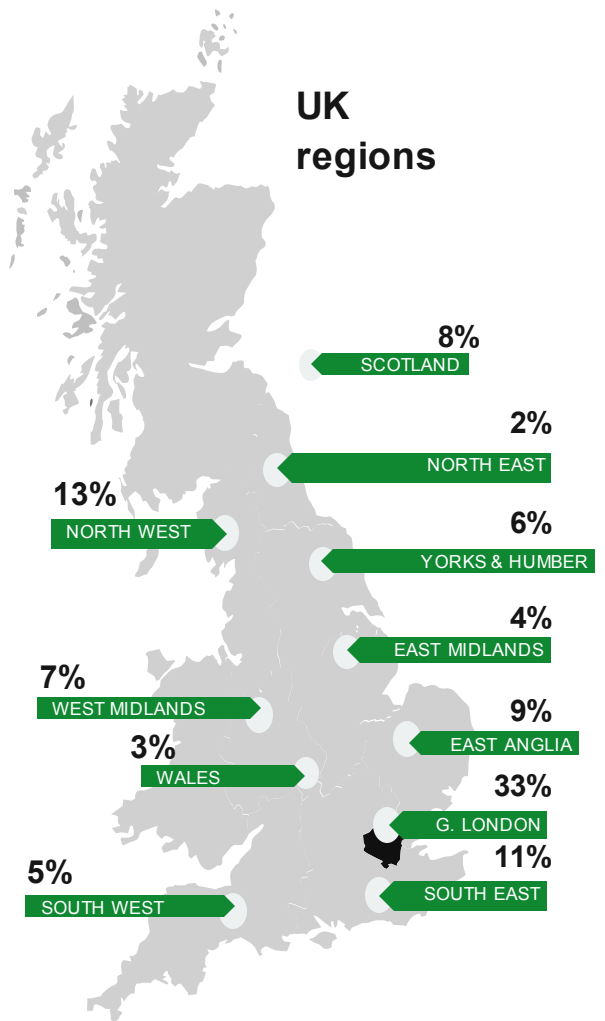 UK
regions
8%
SCOTLAND
2%
NORTH EAST
13%
NORTH WEST
6%
YORKS & HUMBER
4%
EAST MIDLANDS
7%
WEST MIDLANDS
9%
EAST ANGLIA
3%
WALES
33%
G. LONDON
11%
SOUTH EAST
5%
SOUTH WEST